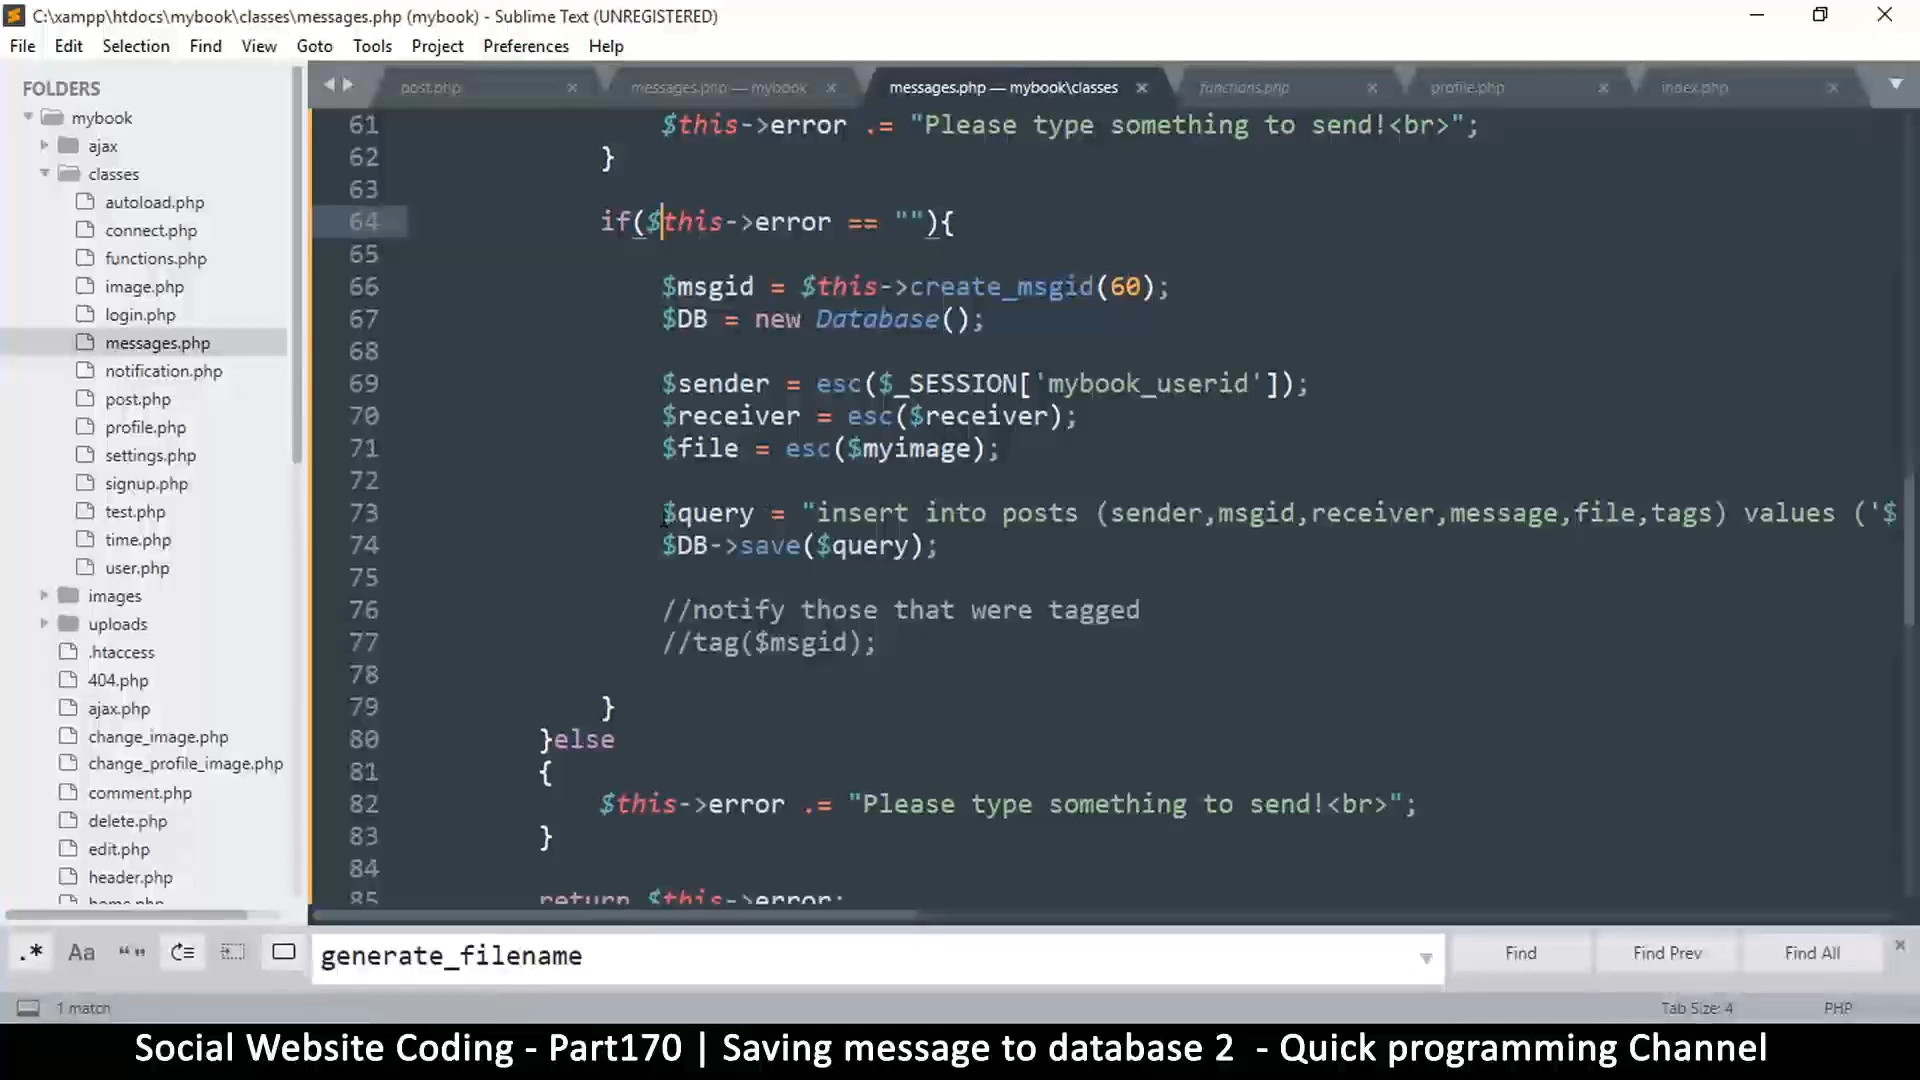 C:\xampp\htdocs\mybook\classes\messages.php (mybook) - Sublime Text (UNREGISTERED)
File Edit Selection Find View Goto Tools Project Preferences Help
FOLDERS
mybook
ajax
classes
autoload.php
connect.php
functions.php
image.php
login.php
messages.php
notification.php
post.php
profile.php
settings.php
signup.php
test.php
time.php
user.php
images
uploads
.htaccess
404.php
ajax.php
change_image.php
change_profile_image.php
comment.php
delete.php
edit.php
header.php
home.php
post.php messages.php — mybook messages.php — mybook\classes functions.php profile.php index.php
61 $this->error .= "Please type something to send!<br>";
62 }
63
64 if($this->error == ""){
65
66 $msgid = $this->create_msgid(60);
67 $DB = new Database();
68
69 $sender = esc($_SESSION['mybook_userid']);
70 $receiver = esc($receiver);
71 $file = esc($myimage);
72
73 $query = "insert into posts (sender,msgid,receiver,message,file,tags) values ('$
74 $DB->save($query);
75
76 //notify those that were tagged
77 //tag($msgid);
78
79 }
80 }else
81 {
82 $this->error .= "Please type something to send!<br>";
83 }
84
85 return $this->error;
.* Aa “” generate_filename Find Find Prev Find All
1 match Tab Size: 4 PHP
Social Website Coding - Part170 | Saving message to database 2 - Quick programming Channel